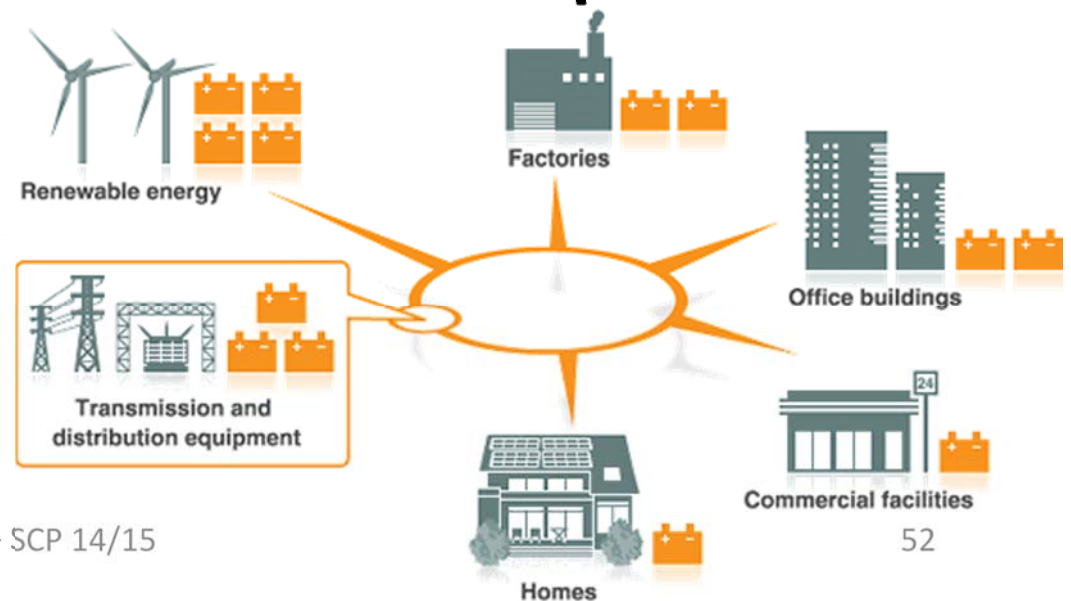 Factories
Renewable energy
Office buildings
Transmission and
distribution equipment
24
Commercial facilities
SCP 14/15
52
Homes